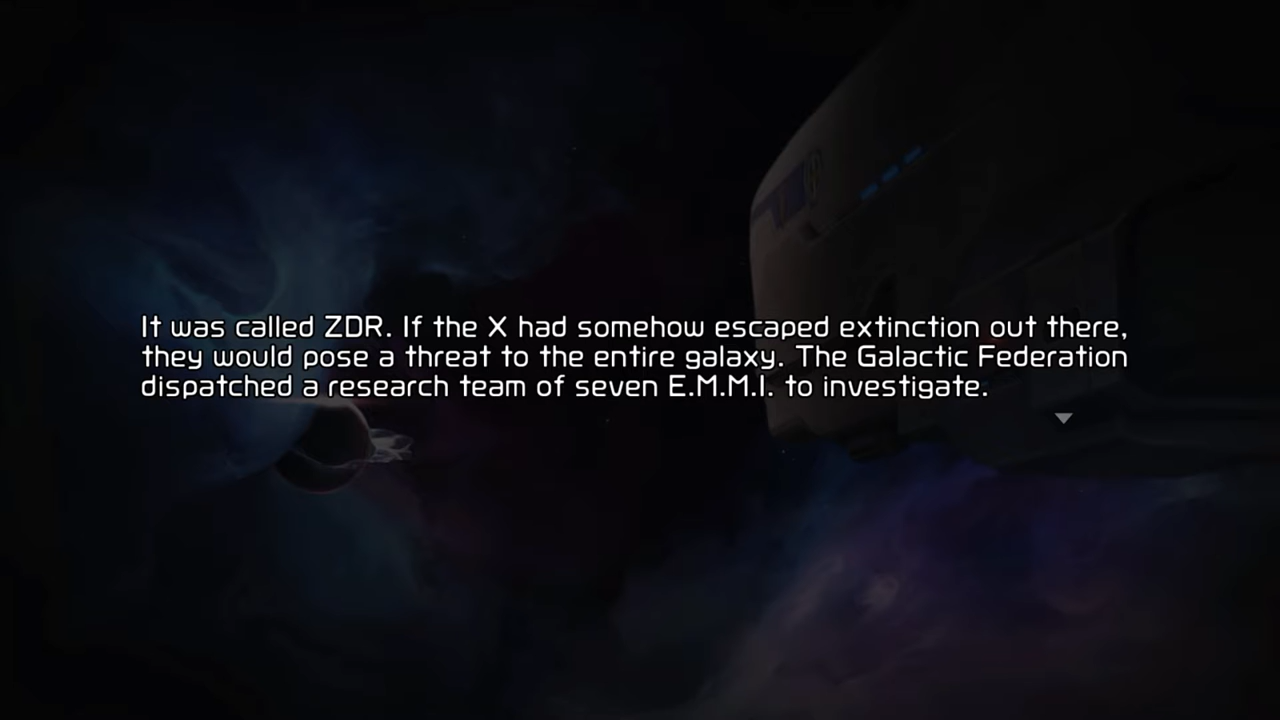 It was called ZDR. If the X had somehow escaped extinction out there,
they would pose a threat to the entire galaxy. The Galactic Federation
dispatched a research team of seven E.M.M.I. to investigate.